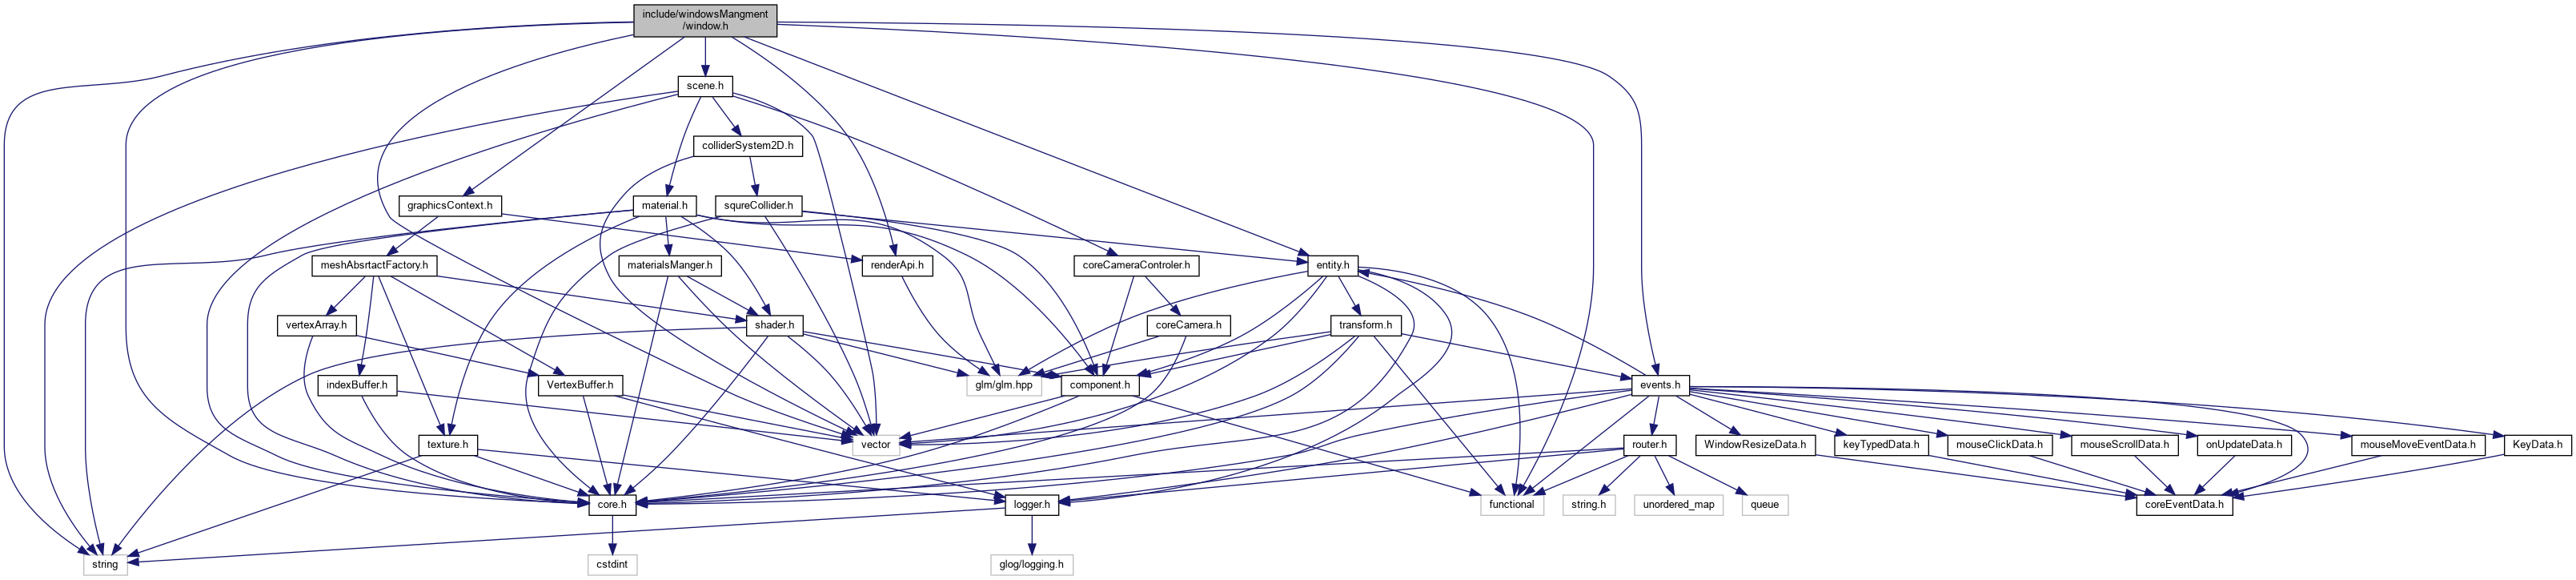 include/windowsMangment
/window.h
scene.h
colliderSystem2D.h
graphicsContext.h
material.h
squreCollider.h
meshAbsrtactFactory.h
materialsManger.h
renderApi.h
coreCameraControler.h
entity.h
vertexArray.h
shader.h
coreCamera.h
transform.h
indexBuffer.h
VertexBuffer.h
glm/glm.hpp
component.h
events.h
texture.h
vector
router.h
WindowResizeData.h
keyTypedData.h
mouseClickData.h
mouseScrollData.h
onUpdateData.h
mouseMoveEventData.h
KeyData.h
core.h
logger.h
functional
string.h
unordered_map
queue
coreEventData.h
string
cstdint
glog/logging.h